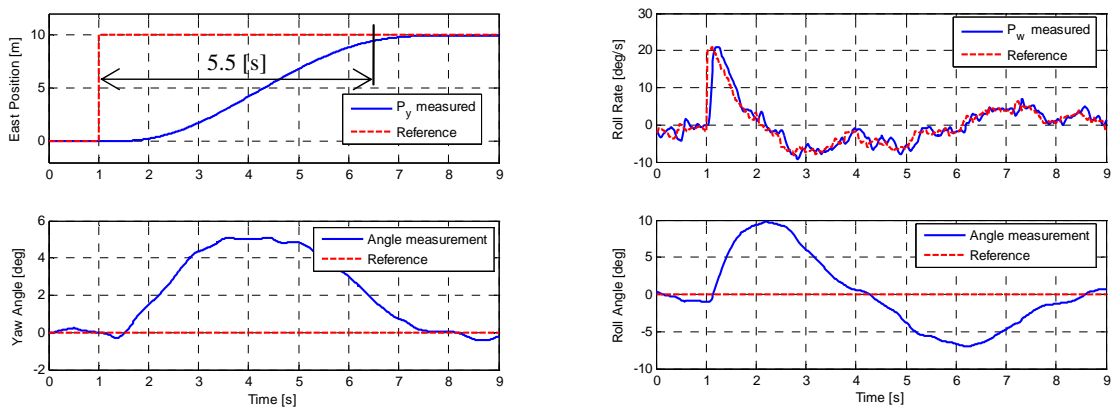 East Position [m]
10
5
0
5.5 [s]
P_y measured
Reference
0 1 2 3 4 5 6 7 8 9
Roll Rate [deg/s]
30
20
10
0
-10
P_w measured
Reference
0 1 2 3 4 5 6 7 8 9
Yaw Angle [deg]
6
4
2
0
-2
Angle measurement
Reference
0 1 2 3 4 5 6 7 8 9
Time [s]
Roll Angle [deg]
10
5
0
-5
-10
Angle measurement
Reference
0 1 2 3 4 5 6 7 8 9
Time [s]